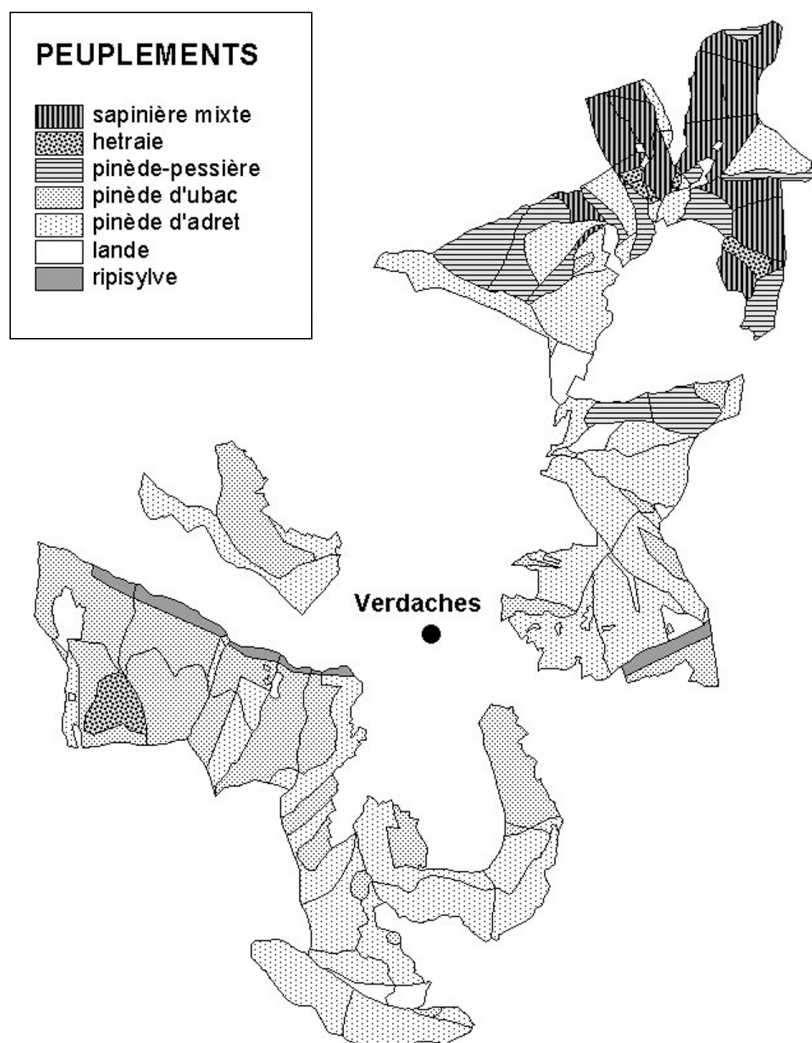 PEUPLEMENTS
sapinière mixte
hetraie
pinède-pessière
pinède d'ubac
pinède d'adret
lande
ripisylve
Verdaches